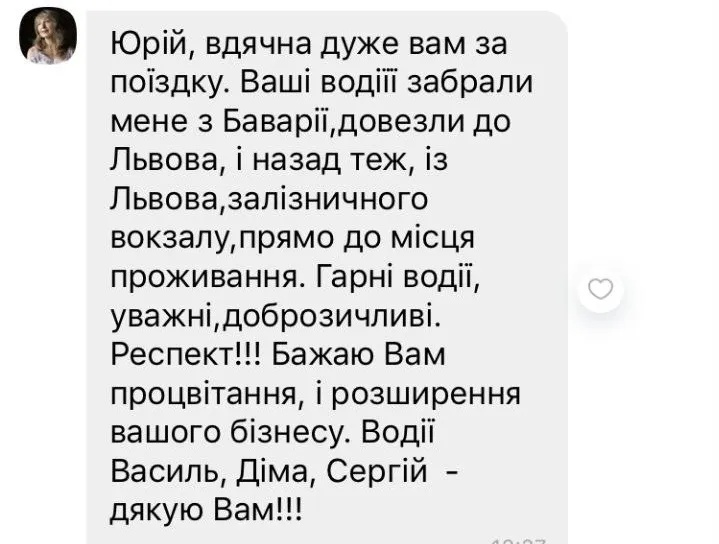 Юрій, вдячна дуже вам за
поїздку. Ваші водіїї забрали
мене з Баварії,довезли до
Львова, і назад теж, із
Львова,залізничного
вокзалу,прямо до місця
проживання. Гарні водії,
уважні,доброзичливі.
Респект!!! Бажаю Вам
процвітання, і розширення
вашого бізнесу. Водії
Василь, Діма, Сергій  -
дякую Вам!!!